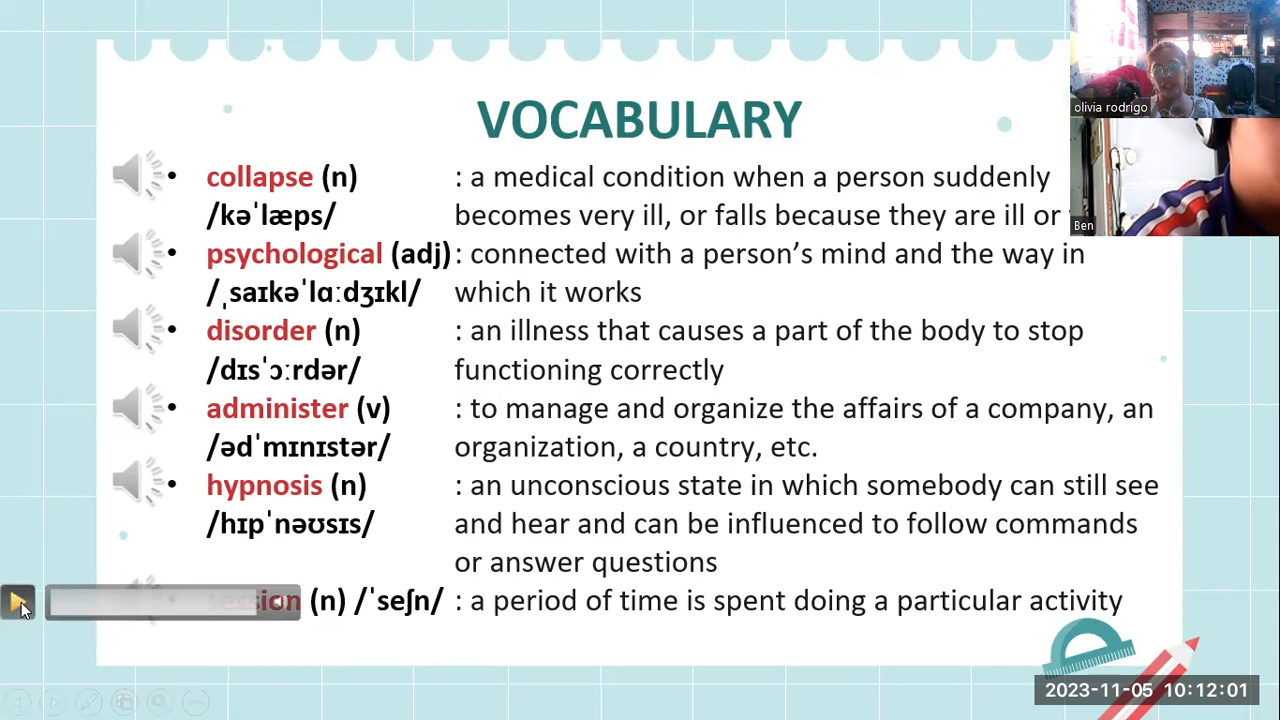 VOCABULARY
olivia rodrigo
Ben
• collapse (n) : a medical condition when a person suddenly
/kəˈlæps/ becomes very ill, or falls because they are ill or
• psychological (adj) : connected with a person’s mind and the way in
/ˌsaɪkəˈlɑːdʒɪkl/ which it works
• disorder (n) : an illness that causes a part of the body to stop
/dɪsˈɔːrdər/ functioning correctly
• administer (v) : to manage and organize the affairs of a company, an
/ədˈmɪnɪstər/ organization, a country, etc.
• hypnosis (n) : an unconscious state in which somebody can still see
/hɪpˈnəʊsɪs/ and hear and can be influenced to follow commands
or answer questions
session (n) /ˈseʃn/ : a period of time is spent doing a particular activity
2023-11-05 10:12:01